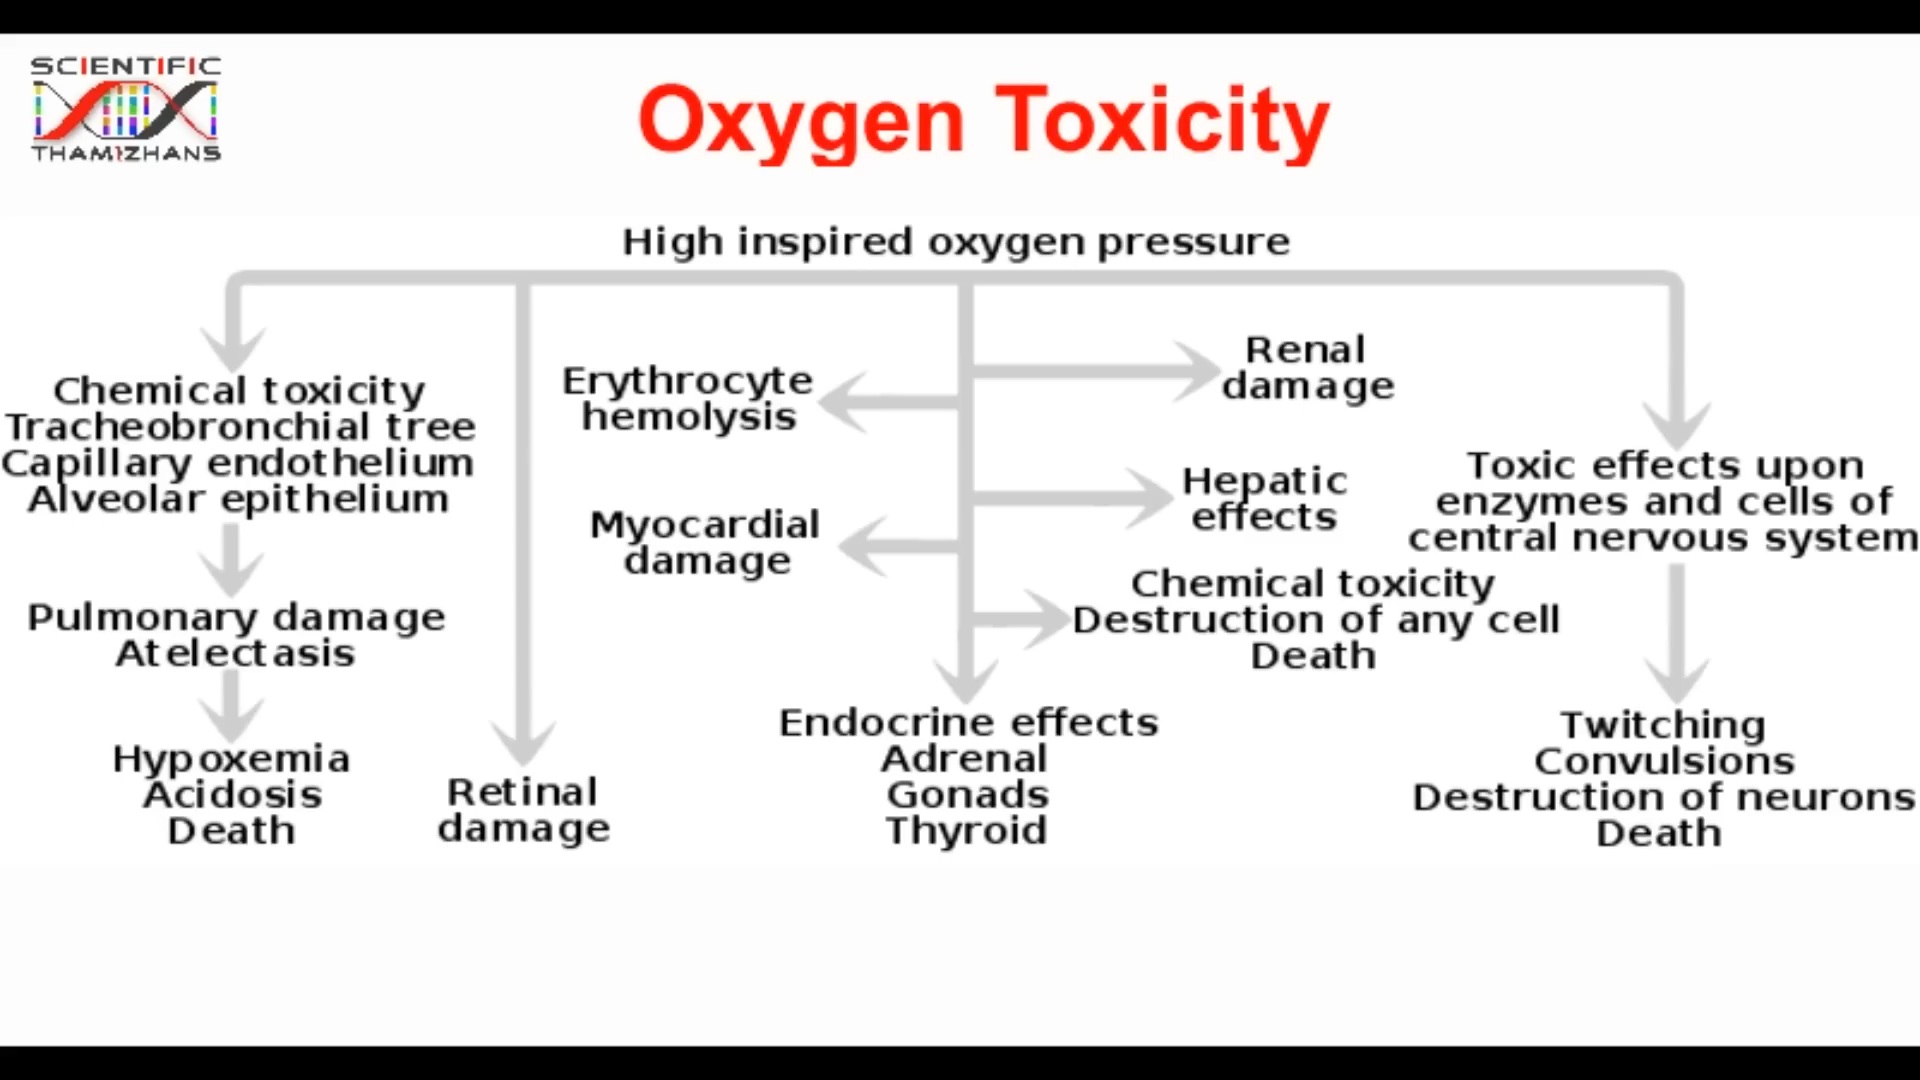 SCIENTIFIC
THAMIZHANS
Oxygen Toxicity
High inspired oxygen pressure
Chemical toxicity
Tracheobronchial tree
Capillary endothelium
Alveolar epithelium
Pulmonary damage
Atelectasis
Hypoxemia
Acidosis
Death
Retinal
damage
Erythrocyte
hemolysis
Myocardial
damage
Renal
damage
Hepatic
effects
Chemical toxicity
Destruction of any cell
Death
Endocrine effects
Adrenal
Gonads
Thyroid
Toxic effects upon
enzymes and cells of
central nervous system
Twitching
Convulsions
Destruction of neurons
Death